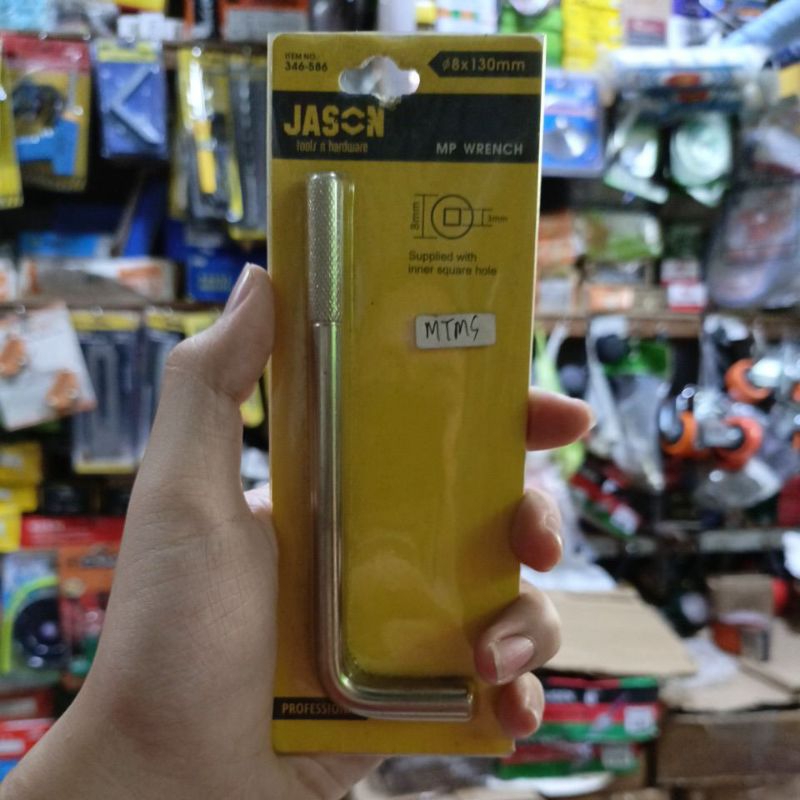 ITEM NO.:
346-586
ø8x130mm
JASON
tools n hardware
MP WRENCH
8mm
3mm
Supplied with
inner square hole
MTMS
PROFESSION